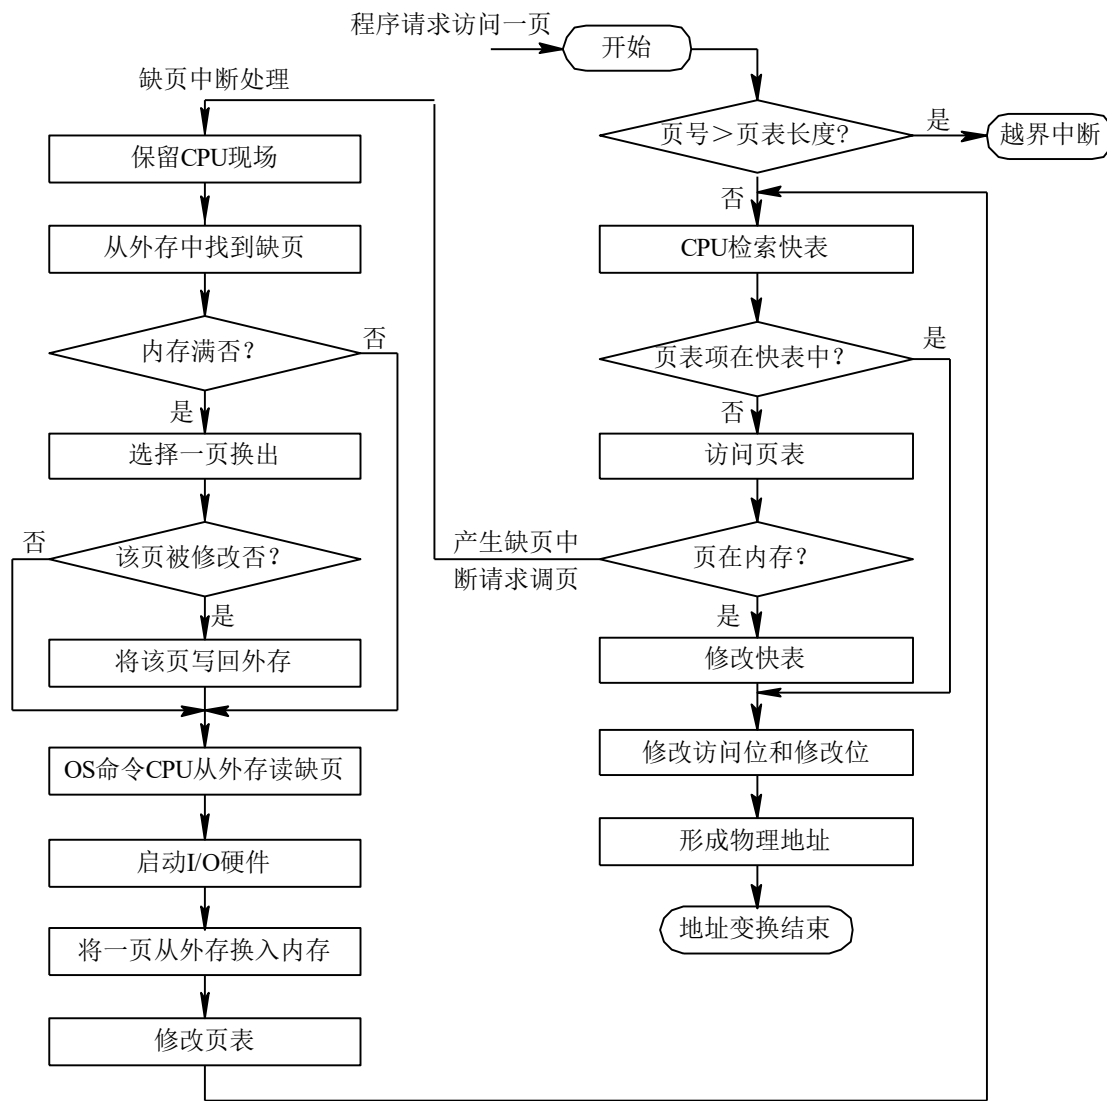 程序请求访问一页
开始
缺页中断处理
页号＞页表长度?
是
越界中断
保留CPU现场
否
从外存中找到缺页
CPU检索快表
内存满否？
否
页表项在快表中？
是
是
否
选择一页换出
访问页表
否
该页被修改否？
产生缺页中
断请求调页
页在内存？
是
是
将该页写回外存
修改快表
OS命令CPU从外存读缺页
修改访问位和修改位
启动I/O硬件
形成物理地址
将一页从外存换入内存
地址变换结束
修改页表